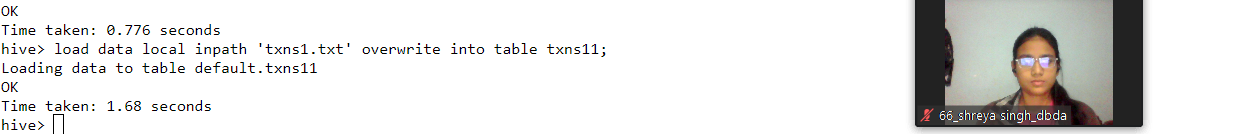 OK
Time taken: 0.776 seconds
hive> load data local inpath 'txns1.txt' overwrite into table txns11;
Loading data to table default.txns11
OK
Time taken: 1.68 seconds
hive>
66_shreya singh_dbda